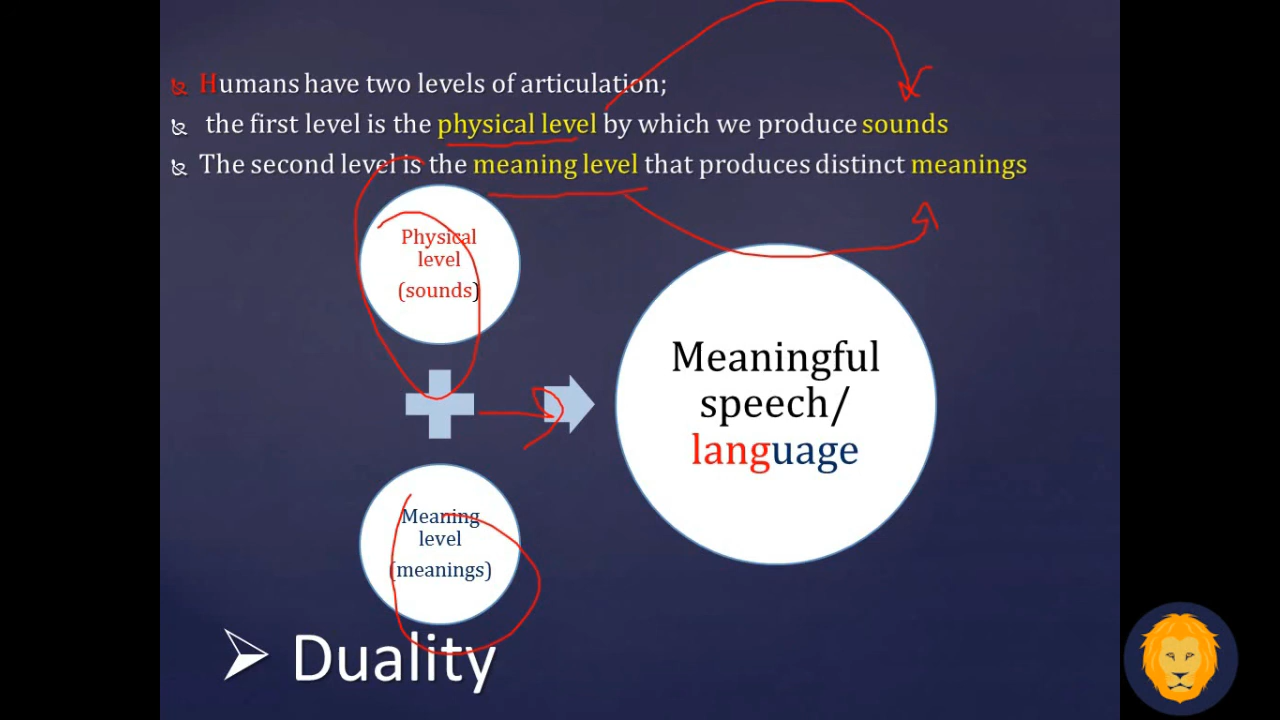 Humans have two levels of articulation;
the first level is the physical level by which we produce sounds
The second level is the meaning level that produces distinct meanings
Physical
level
(sounds)
Meaningful
speech/
language
Meaning
level
(meanings)
Duality